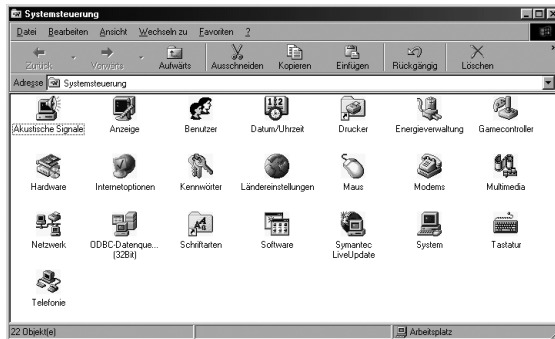 Systemsteuerung
Datei Bearbeiten Ansicht Wechseln zu Favoriten ?
Zurück Vorwärts Aufwärts Ausschneiden Kopieren Einfügen Rückgängig Löschen »
Adresse Systemsteuerung
Akustische Signale Anzeige Benutzer Datum/Uhrzeit Drucker Energieverwaltung Gamecontroller
Hardware Internetoptionen Kennwörter Ländereinstellungen Maus Modems Multimedia
Netzwerk ODBC-Datenque... Schriftarten Software Symantec System Tastatur
(32Bit) LiveUpdate
Telefonie
22 Objekt(e) Arbeitsplatz